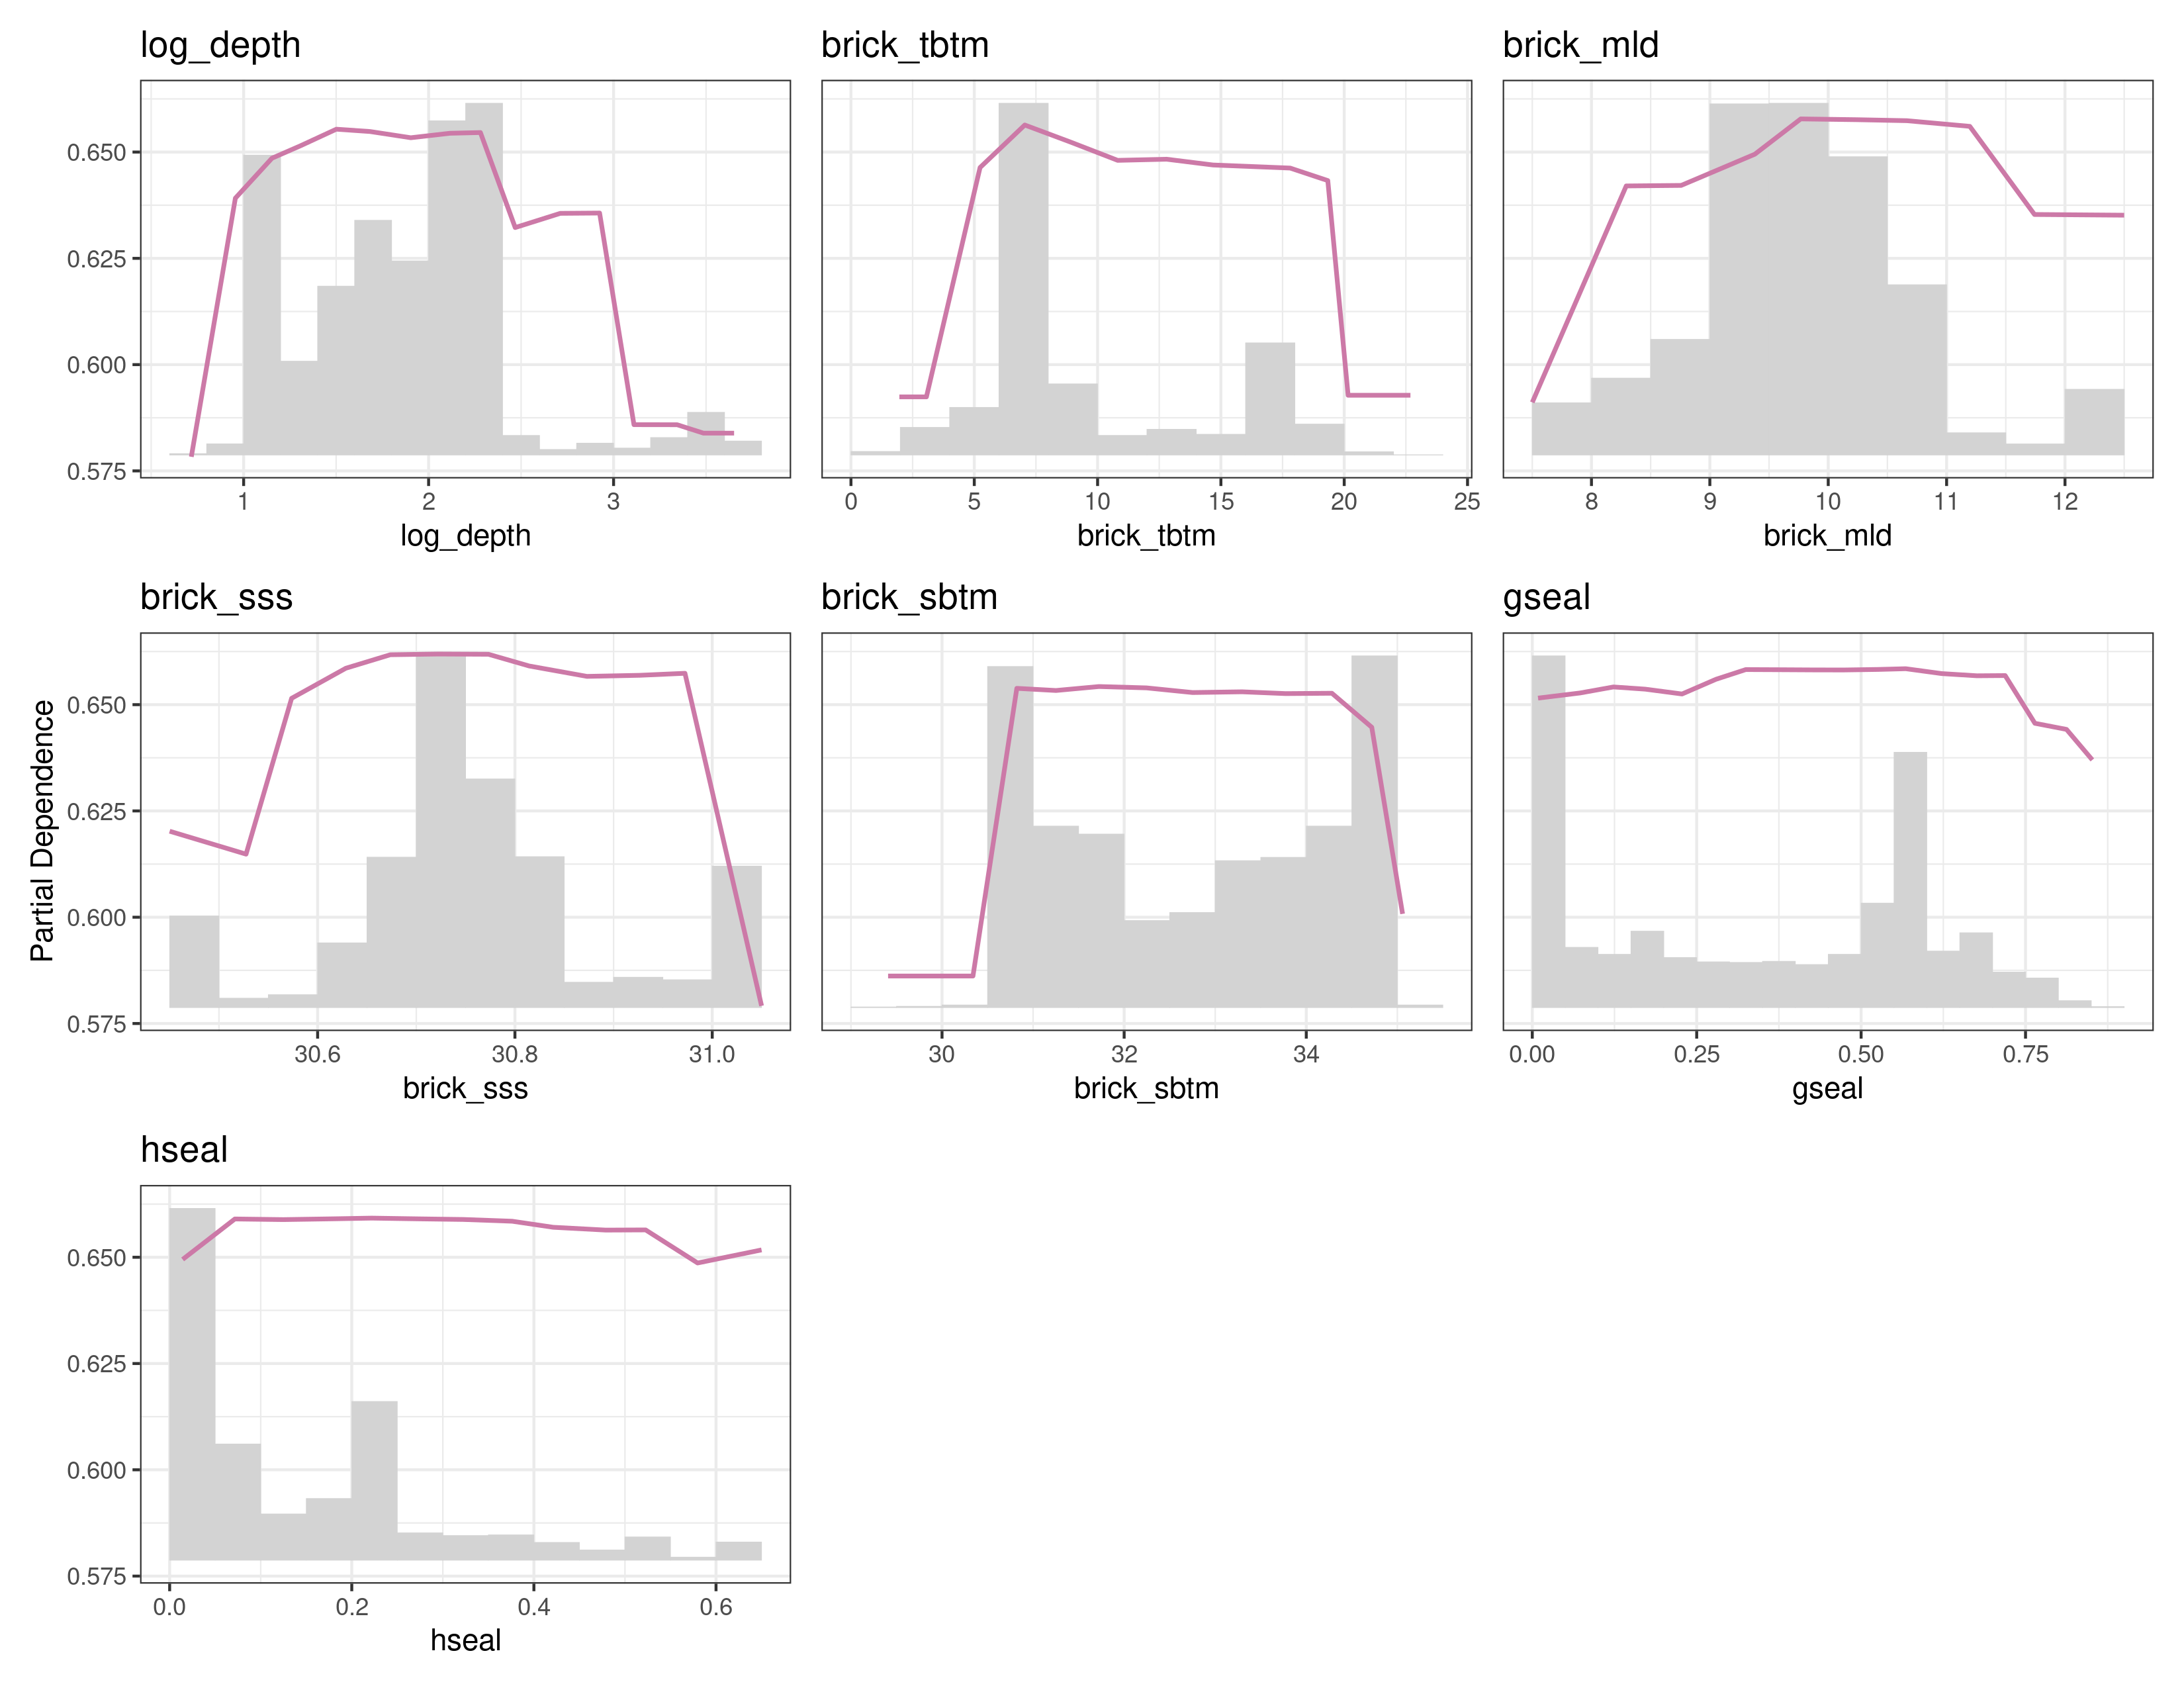 log_depth brick_tbtm brick_mld
0.650
0.625
0.600
0.575
1 2 3 0 5 10 15 20 25 8 9 10 11 12
log_depth brick_tbtm brick_mld
brick_sss brick_sbtm gseal
Partial Dependence
0.650
0.625
0.600
0.575
30.6 30.8 31.0 30 32 34 0.00 0.25 0.50 0.75
brick_sss brick_sbtm gseal
hseal
0.650
0.625
0.600
0.575
0.0 0.2 0.4 0.6
hseal